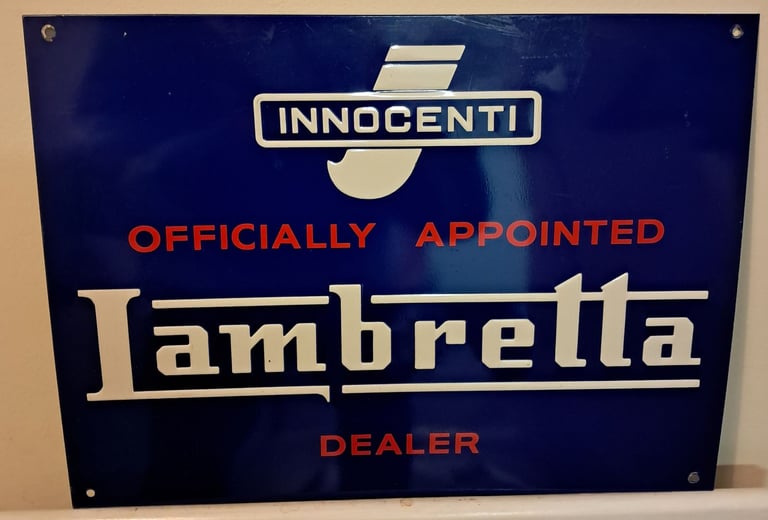 INNOCENTI
OFFICIALLY APPOINTED
Lambretta
DEALER